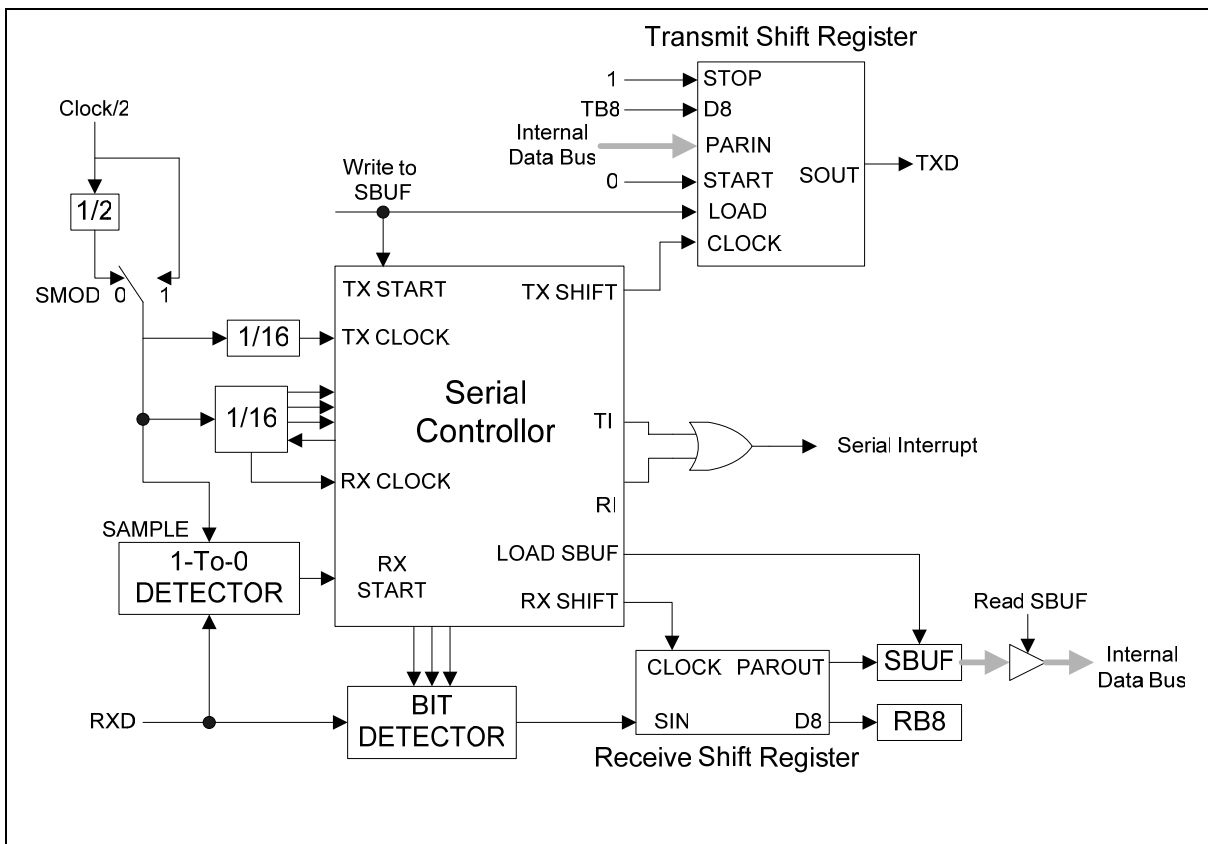 Transmit Shift Register
1
STOP
TB8
D8
Internal
Data Bus
PARIN
0
START
SOUT
TXD
LOAD
CLOCK
Clock/2
1/2
SMOD 0 1
Write to
SBUF
TX START
TX SHIFT
1/16
TX CLOCK
1/16
Serial
Controllor
TI
RI
Serial Interrupt
RX CLOCK
SAMPLE
1-To-0
DETECTOR
RX
START
LOAD SBUF
RX SHIFT
Read SBUF
CLOCK
PAROUT
SBUF
Internal
Data Bus
RXD
BIT
DETECTOR
SIN
D8
RB8
Receive Shift Register